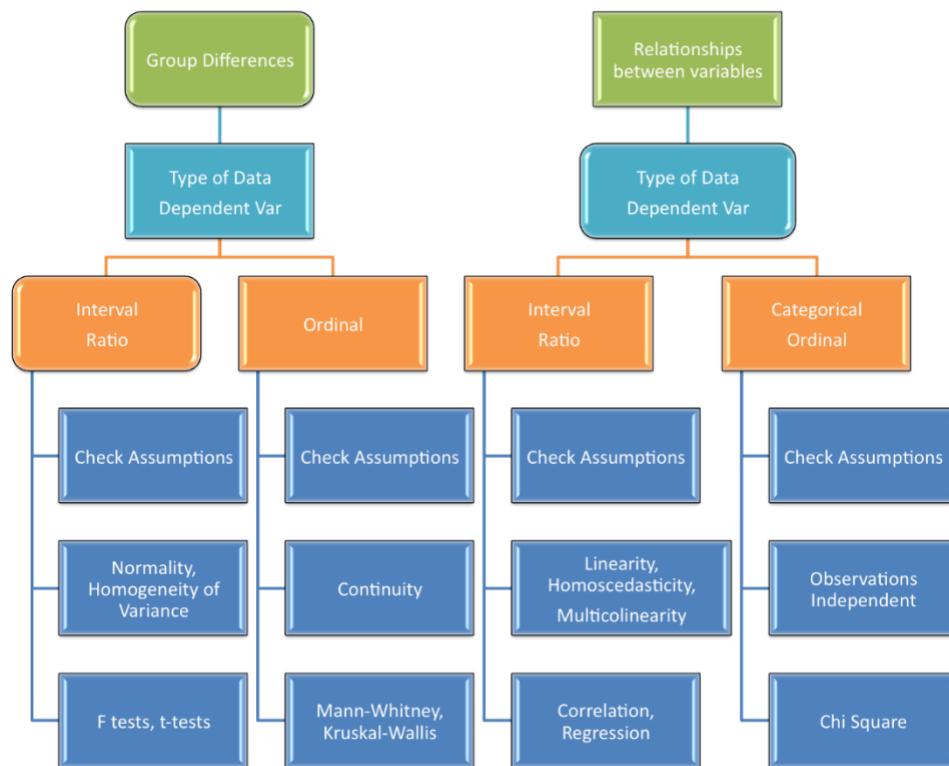 Group Differences
Relationships
between variables
Type of Data
Dependent Var
Type of Data
Dependent Var
Interval
Ratio
Ordinal
Interval
Ratio
Categorical
Ordinal
Check Assumptions
Check Assumptions
Check Assumptions
Check Assumptions
Normality,
Homogeneity of
Variance
Continuity
Linearity,
Homoscedasticity,
Multicolinearity
Observations
Independent
F tests, t-tests
Mann-Whitney,
Kruskal-Wallis
Correlation,
Regression
Chi Square